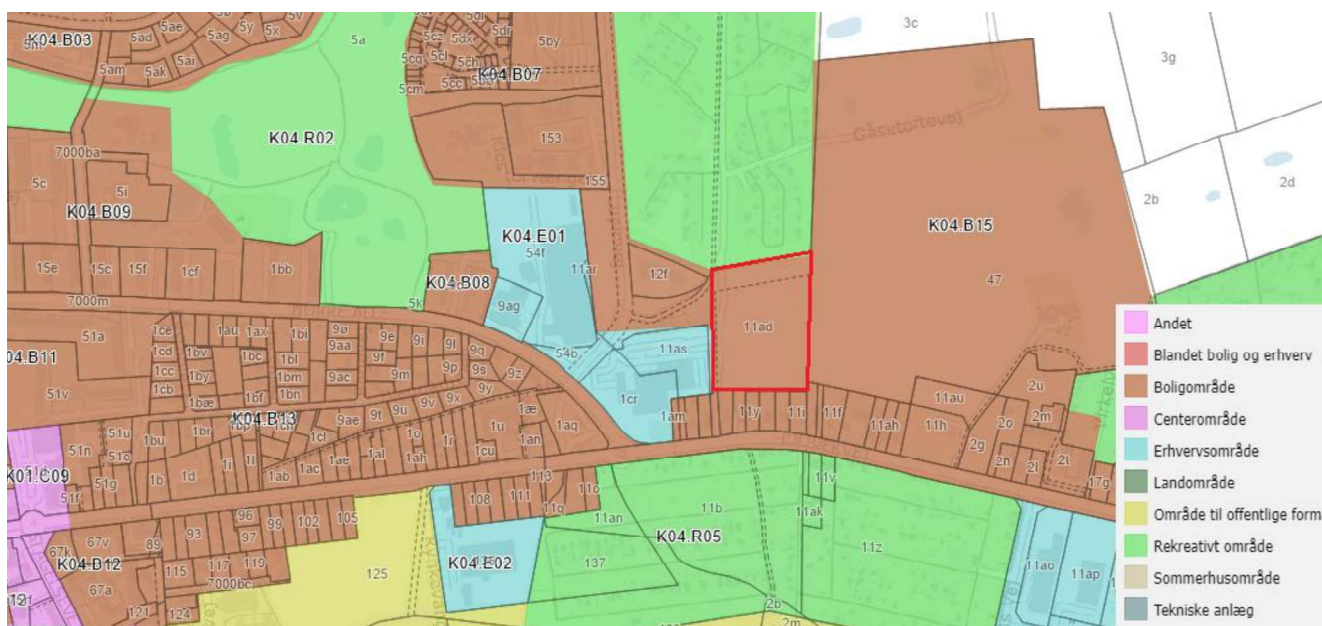 3c
3g
5ae
5ag
5y
5x
5v
K04.B03
5ad
5ai
5am
5ak
5a
5dr
5cz
5dx
5cq
5cl
5ch
K04.B07
5cc
5cm
5by
153
155
Gåsetoftevej
K04.R02
7000ba
5c
5i
K04.B09
K04.E01
54f
11ar
K04.B15
2b
2d
15e
15c
15f
1cf
1bb
K04.B08
5k
9ag
12f
47
7000m
11ad
54b
11as
1cr
51a
K04.B11
51v
1ce
1cd
1cc
1cb
1bv
1by
1bæ
1au
1ax
1bc
1bf
1bi
1bl
1bm
1bn
9ø
9aa
9ac
9e
9f
9m
9i
9l
9p
9q
9s
9z
9y
9x
9v
9u
9t
9ae
K04.B13
1cl
1æ
1aq
1am
11y
11i
11f
11ah
11h
11au
2u
2o
2m
2g
2n
2l
17g
51u
51n
51o
51g
51f
1bu
1br
1b
1d
1i
1l
1ab
1ac
1ae
1al
1o
1ah
1r
1u
1cu
1an
K01.C09
113
108
111
11q
11o
11an
11b
11v
11ak
11z
K04.R05
137
2b
2m
K04.E02
96
97
99
102
105
93
89
67v
67k
K04.B12
67a
115
117
119
7000bc
121
124
125
11ao
11ap
Andet
Blandet bolig og erhverv
Boligområde
Centerområde
Erhvervsområde
Landområde
Område til offentlige form
Rekreativt område
Sommerhusområde
Tekniske anlæg